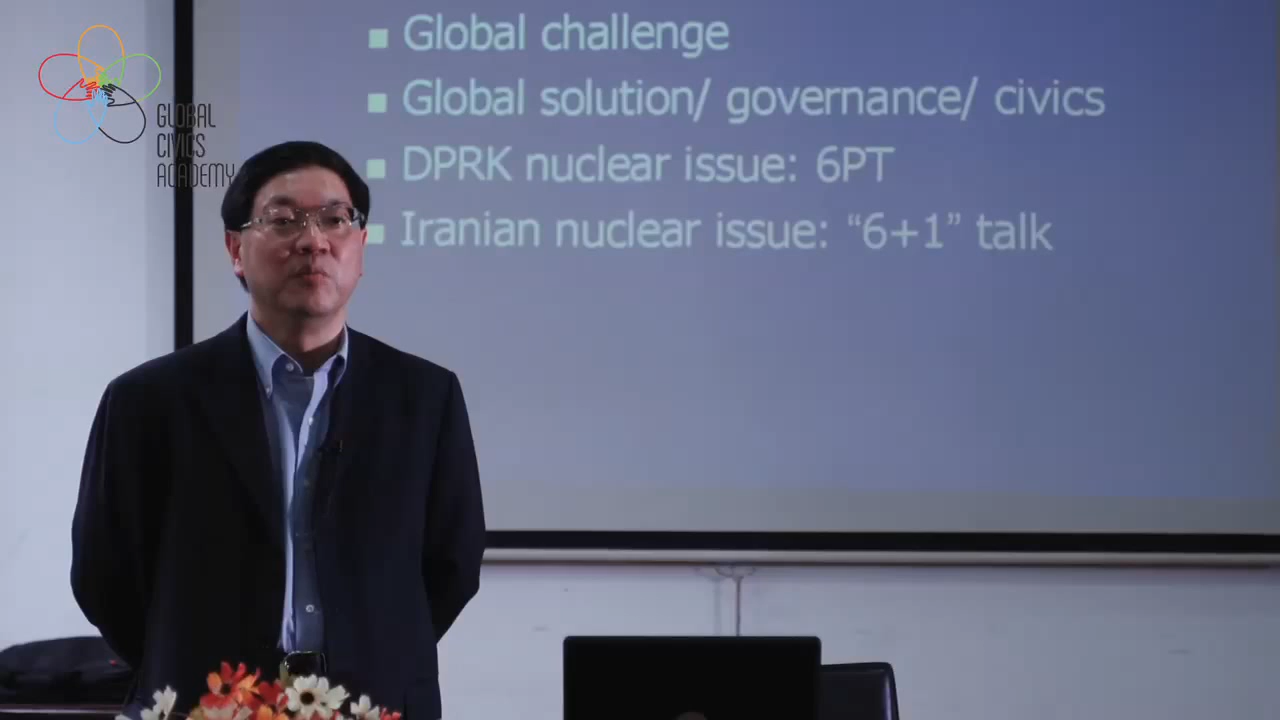 GLOBAL
CIVICS
ACADEMY
■ Global challenge
■ Global solution/ governance/ civics
■ DPRK nuclear issue: 6PT
■ Iranian nuclear issue: “6+1” talk